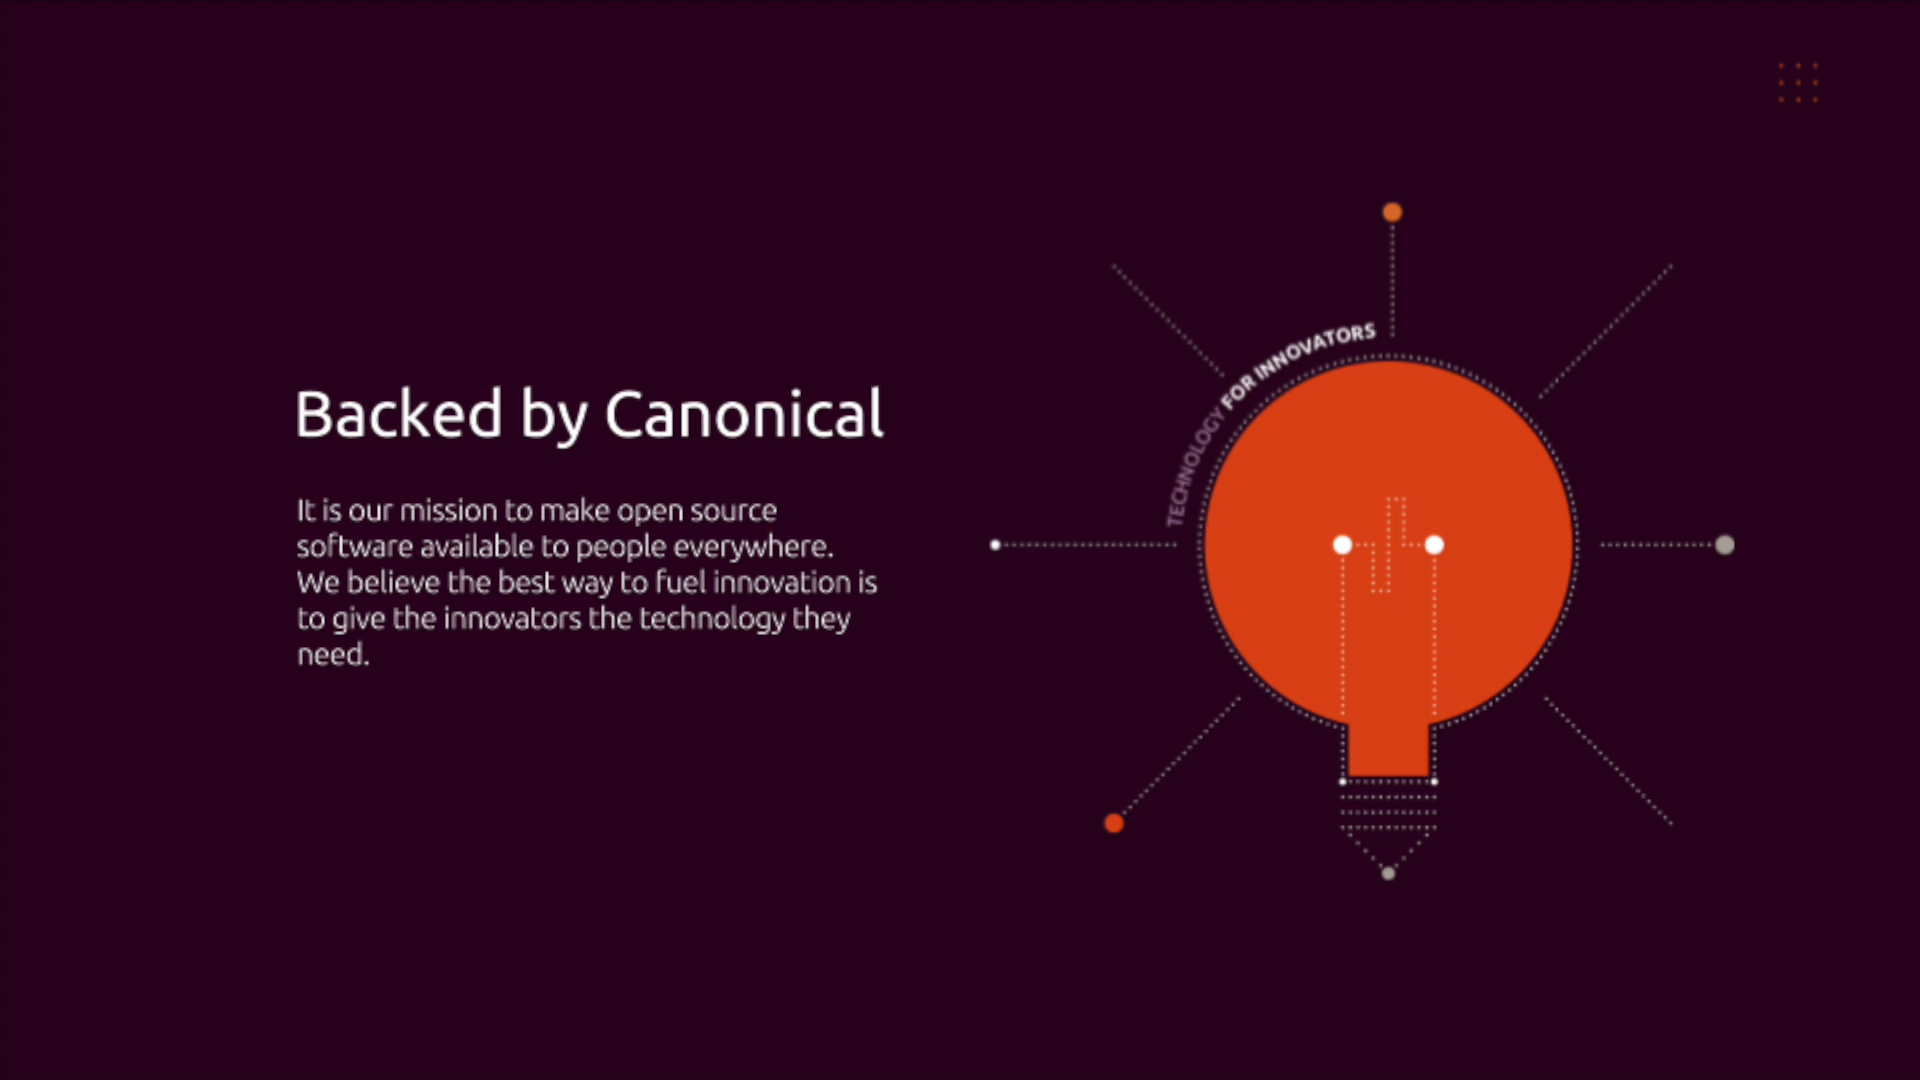 Backed by Canonical
It is our mission to make open source
software available to people everywhere.
We believe the best way to fuel innovation is
to give the innovators the technology they
need.
TECHNOLOGY FOR INNOVATORS